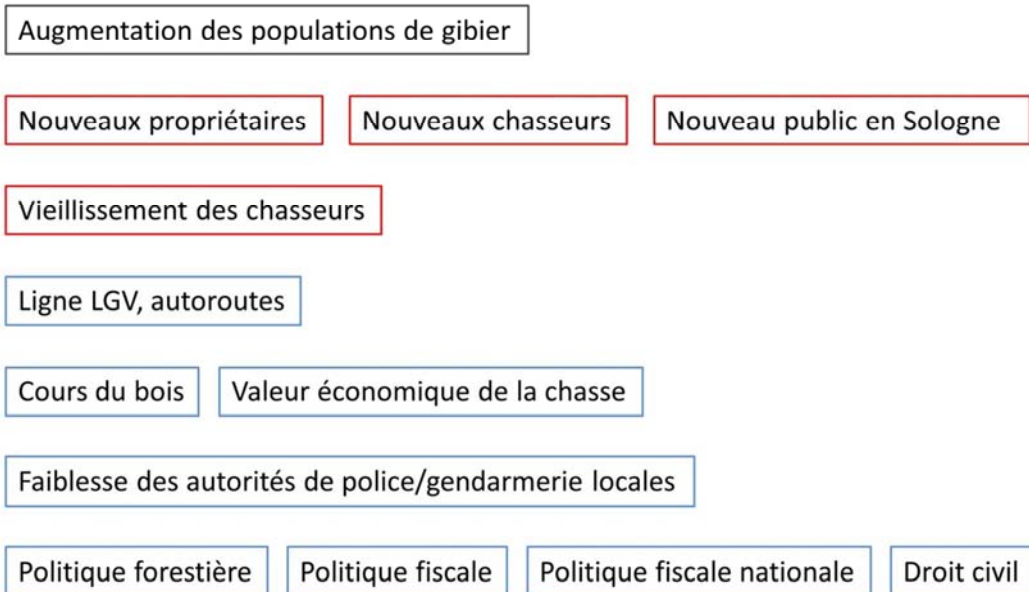 Augmentation des populations de gibier
Nouveaux propriétaires Nouveaux chasseurs Nouveau public en Sologne
Vieillissement des chasseurs
Ligne LGV, autoroutes
Cours du bois Valeur économique de la chasse
Faiblesse des autorités de police/gendarmerie locales
Politique forestière Politique fiscale Politique fiscale nationale Droit civil